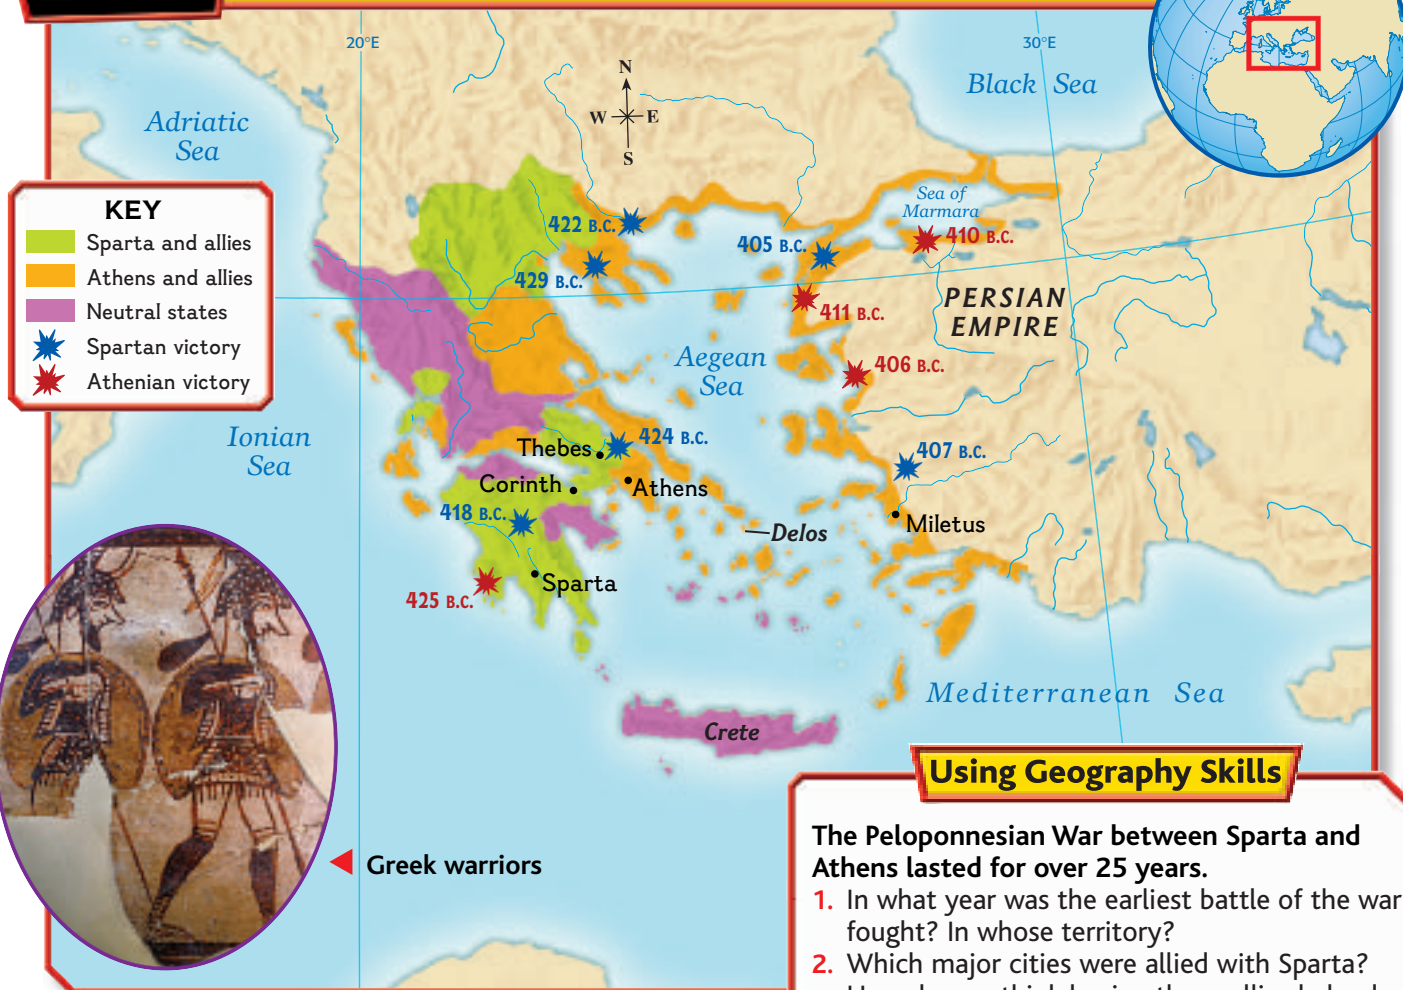 20°E
30°E
Black Sea
Adriatic
Sea
N
W E
S
Sea of
Marmara
KEY
Sparta and allies
Athens and allies
Neutral states
Spartan victory
Athenian victory
422 B.C.
405 B.C.
410 B.C.
429 B.C.
411 B.C.
PERSIAN
EMPIRE
Aegean
Sea
406 B.C.
Ionian
Sea
Thebes
424 B.C.
407 B.C.
Corinth
Athens
418 B.C.
Miletus
Delos
Sparta
425 B.C.
Mediterranean Sea
Crete
Greek warriors
Using Geography Skills
The Peloponnesian War between Sparta and
Athens lasted for over 25 years.
1. In what year was the earliest battle of the war
fought? In whose territory?
2. Which major cities were allied with Sparta?